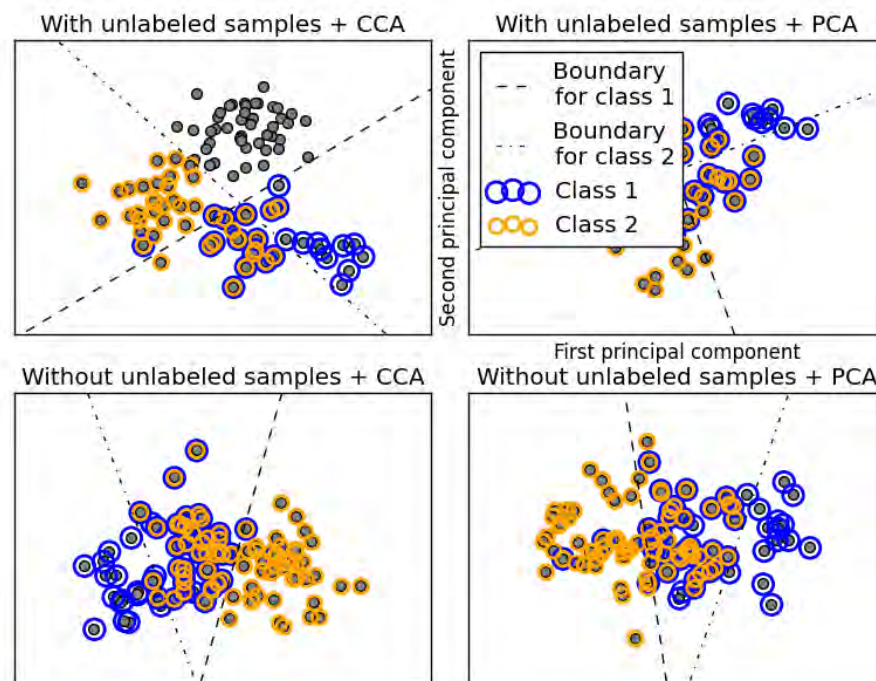 With unlabeled samples + CCA
With unlabeled samples + PCA
Second principal component
Boundary
for class 1
Boundary
for class 2
Class 1
Class 2
First principal component
Without unlabeled samples + CCA
Without unlabeled samples + PCA